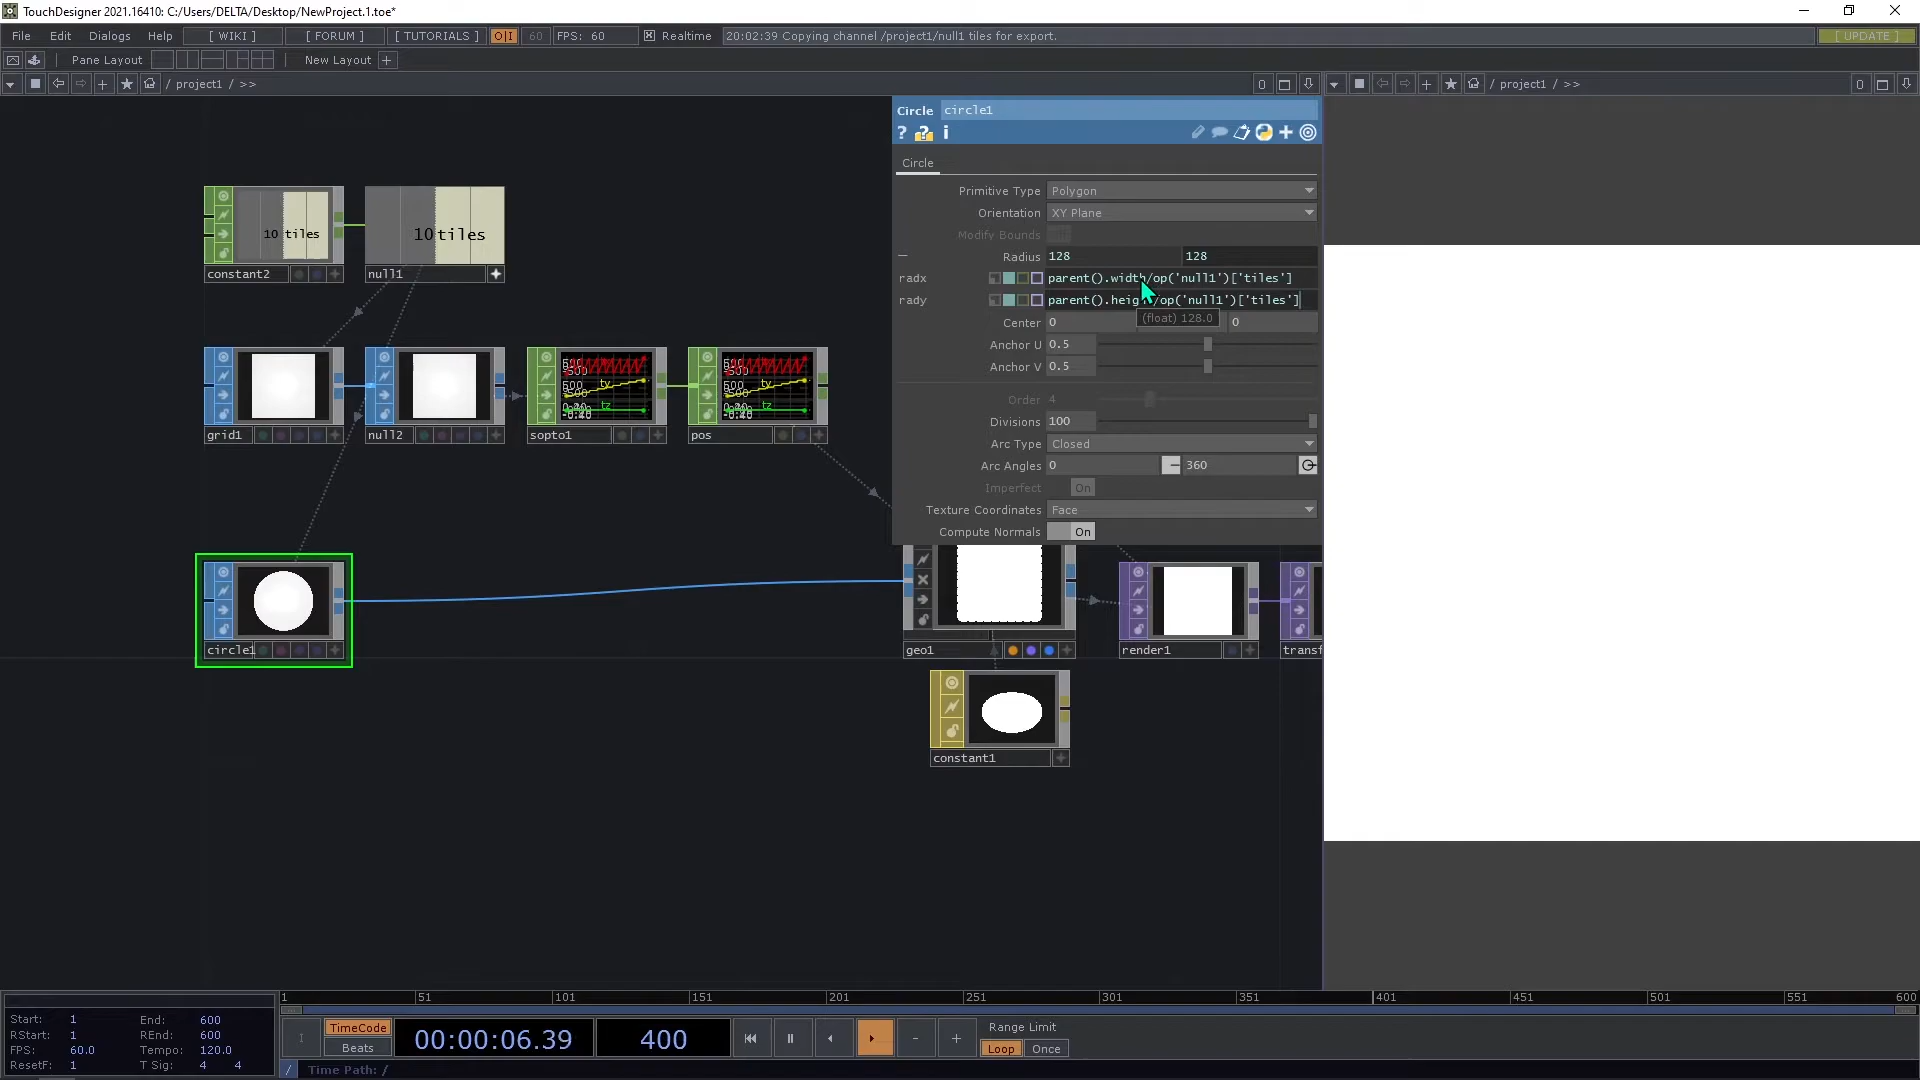 TouchDesigner 2021.16410: C:/Users/DELTA/Desktop/NewProject.1.toe*
File Edit Dialogs Help [ WIKI ] [ FORUM ] [ TUTORIALS ] O|I 60 FPS: 60 Realtime 20:02:39 Copying channel /project1/null1 tiles for export. [ UPDATE ]
Pane Layout New Layout +
/ project1 / >> 0 / project1 / >> 0
Circle circle1
? ? i
Circle
Primitive Type Polygon
Orientation XY Plane
Modify Bounds
Radius 128 128
radx parent().width/op('null1')['tiles']
rady parent().heig /op('null1')['tiles']
(float) 128.0
Center 0 0
Anchor U 0.5
Anchor V 0.5
Order 4
Divisions 100
Arc Type Closed
Arc Angles 0 360
Imperfect On
Texture Coordinates Face
Compute Normals On
10 tiles
10 tiles
constant2
null1
ty
tz
ty
tz
grid1
null2
sopto1
pos
circle1
geo1
render1
transf
constant1
1 51 101 151 201 251 301 351 401 451 501 551 600
Start: 1 End: 600
RStart: 1 REnd: 600
FPS: 60.0 Tempo: 120.0
ResetF: 1 T Sig: 4 4
TimeCode
Beats
00:00:06.39
400
- +
Range Limit
Loop Once
/ Time Path: /